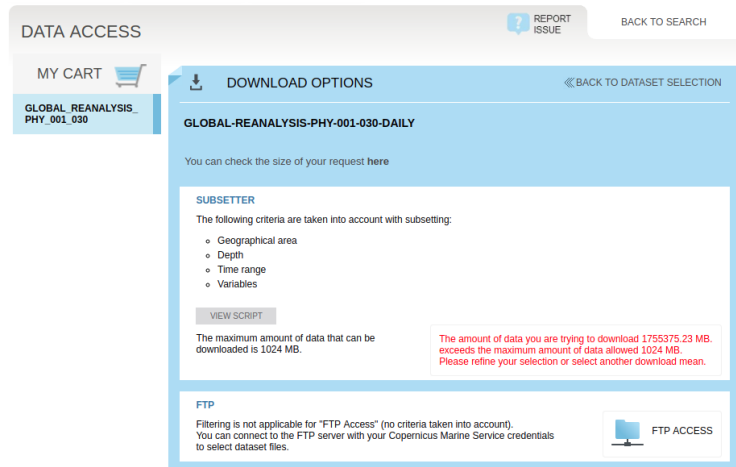 DATA ACCESS
REPORT
ISSUE
BACK TO SEARCH
MY CART
GLOBAL_REANALYSIS_
PHY_001_030
DOWNLOAD OPTIONS
BACK TO DATASET SELECTION
GLOBAL-REANALYSIS-PHY-001-030-DAILY
You can check the size of your request here
SUBSETTER
The following criteria are taken into account with subsetting:
Geographical area
Depth
Time range
Variables
VIEW SCRIPT
The maximum amount of data that can be
downloaded is 1024 MB.
The amount of data you are trying to download 1755375.23 MB.
exceeds the maximum amount of data allowed 1024 MB.
Please refine your selection or select another download mean.
FTP
Filtering is not applicable for "FTP Access" (no criteria taken into account).
You can connect to the FTP server with your Copernicus Marine Service credentials
to select dataset files.
FTP ACCESS